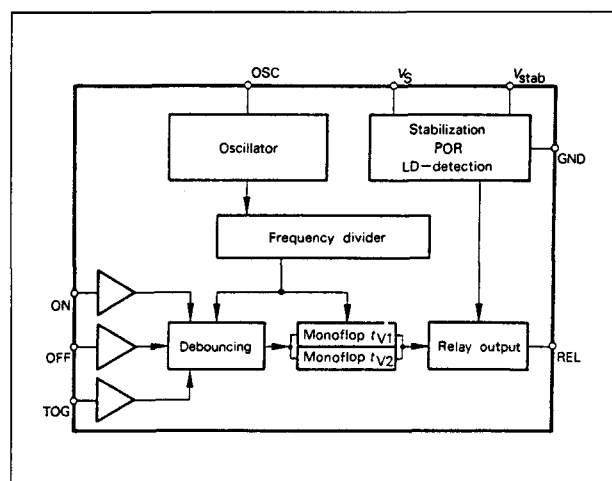 OSC
V_S
V_stab
Oscillator
Stabilization
POR
LD-detection
GND
Frequency divider
ON
OFF
TOG
Debouncing
Monoflop t_V1
Monoflop t_V2
Relay output
REL